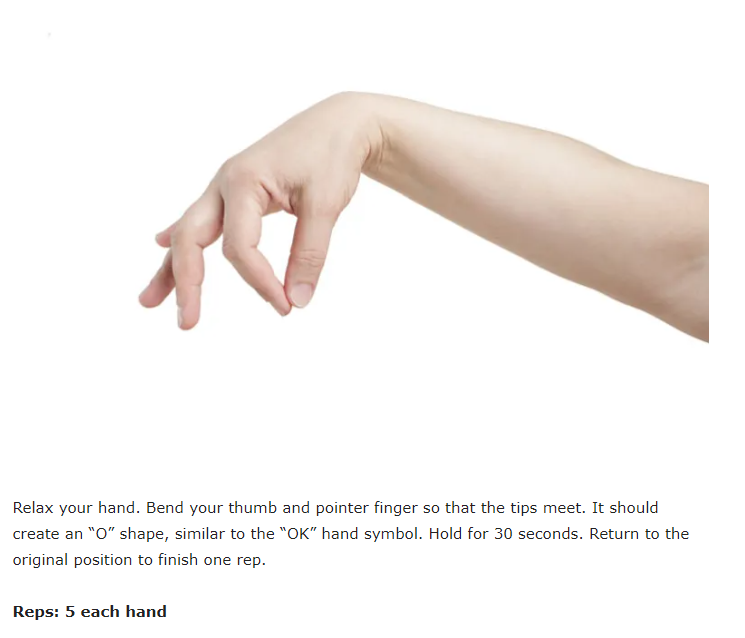 Relax your hand. Bend your thumb and pointer finger so that the tips meet. It should
create an “O” shape, similar to the “OK” hand symbol. Hold for 30 seconds. Return to the
original position to finish one rep.
Reps: 5 each hand